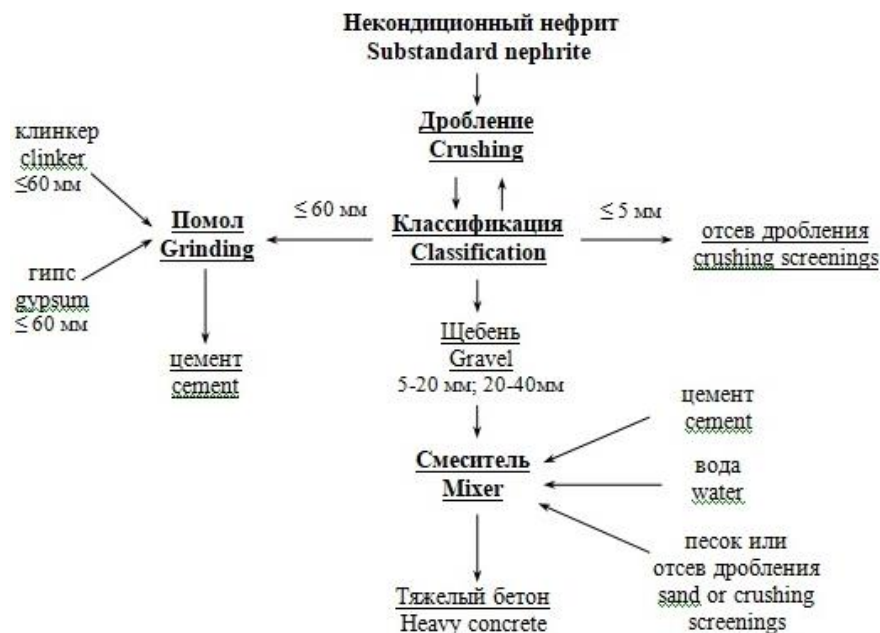 Некондиционный нефрит
Substandard nephrite
Дробление
Crushing
клинкер
clinker
≤60 мм
Помол
Grinding
≤ 60 мм
Классификация
Classification
≤ 5 мм
отсев дробления
crushing screenings
гипс
gypsum
≤ 60 мм
цемент
cement
Щебень
Gravel
5-20 мм; 20-40мм
цемент
cement
Смеситель
Mixer
вода
water
песок или
отсев дробления
sand or crushing
screenings
Тяжелый бетон
Heavy concrete